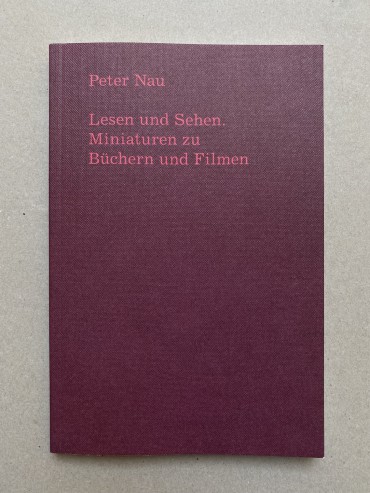 Peter Nau
Lesen und Sehen.
Miniaturen zu
Büchern und Filmen